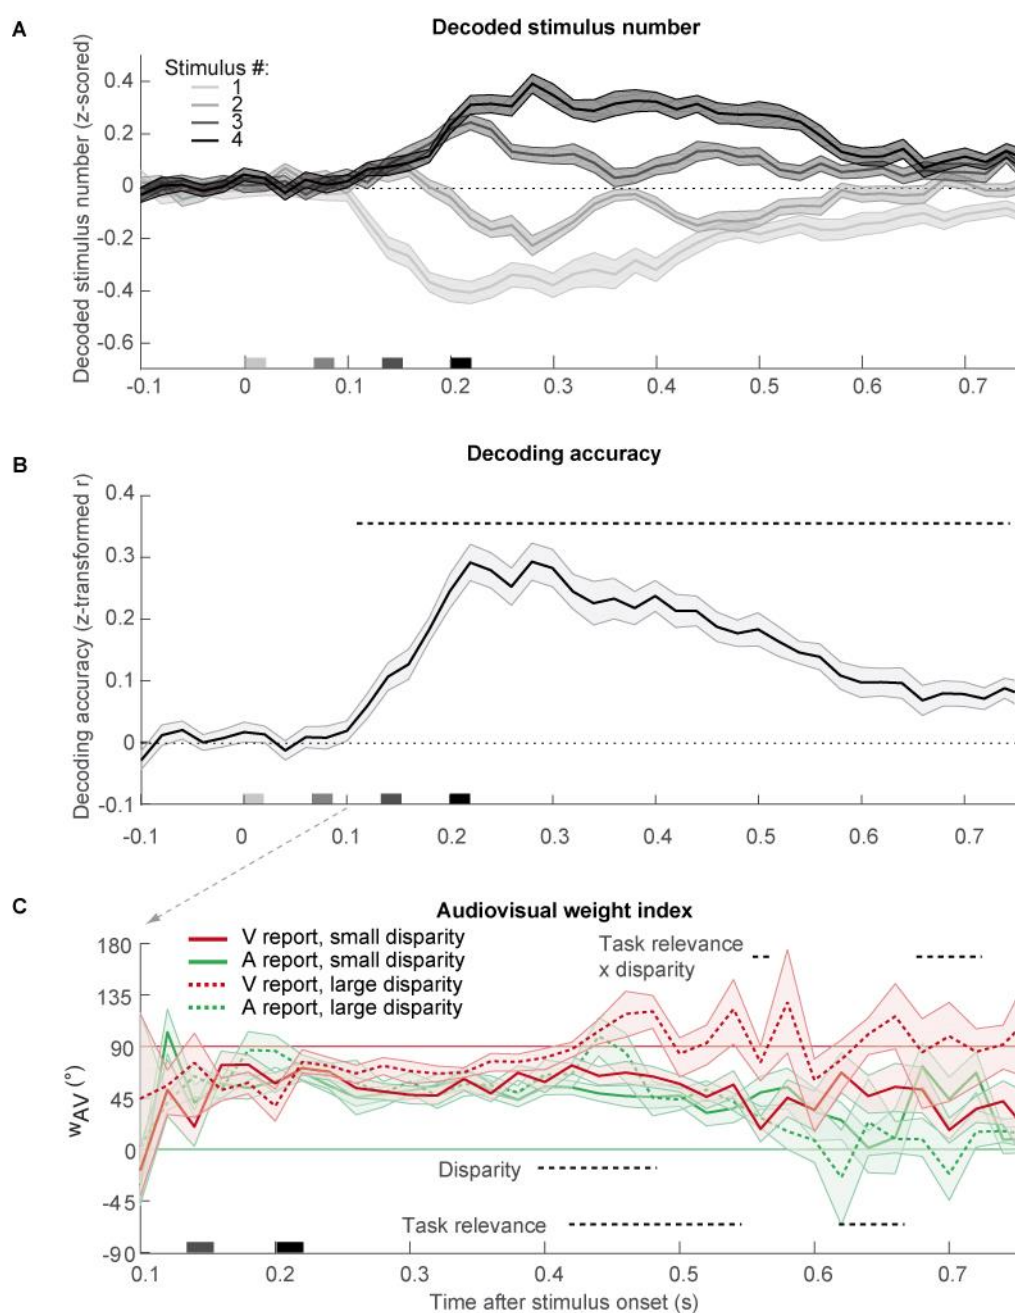 A
Decoded stimulus number
Decoded stimulus number (z-scored)
Stimulus #:
1
2
3
4
0.4
0.2
0
-0.2
-0.4
-0.6
-0.1 0 0.1 0.2 0.3 0.4 0.5 0.6 0.7
B
Decoding accuracy
Decoding accuracy (z-transformed r)
0.4
0.3
0.2
0.1
0
-0.1
-0.1 0 0.1 0.2 0.3 0.4 0.5 0.6 0.7
C
Audiovisual weight index
wAV (°)
V report, small disparity
A report, small disparity
V report, large disparity
A report, large disparity
Task relevance
x disparity
180
135
90
45
0
-45
-90
Disparity
Task relevance
0.1 0.2 0.3 0.4 0.5 0.6 0.7
Time after stimulus onset (s)